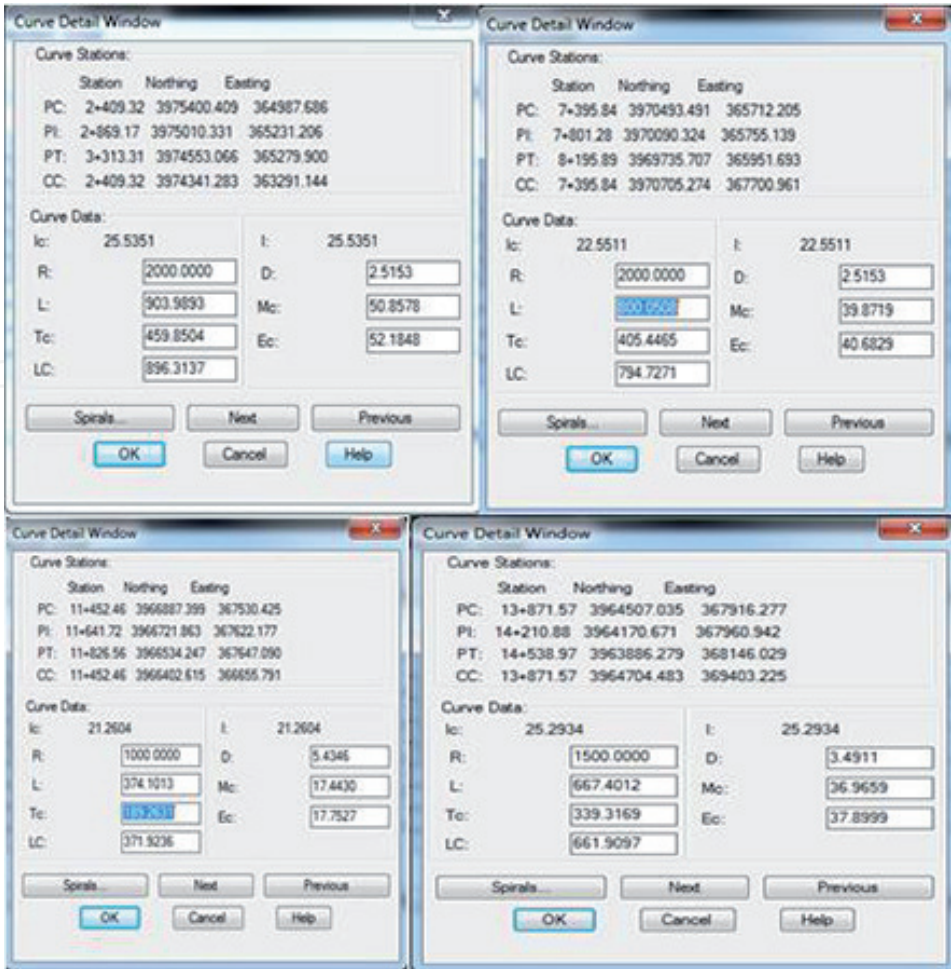 Curve Detail Window
Curve Stations:
Station Northing Easting
PC: 2+409.32 3975400.409 364987.686
PI: 2+869.17 3975010.331 365231.206
PT: 3+313.31 3974553.066 365279.900
CC: 2+409.32 3974341.283 363291.144
Curve Data:
Ic: 25.5351 I: 25.5351
R: 2000.0000 D: 2.5153
L: 903.9893 Mc: 50.8578
Tc: 459.8504 Ec: 52.1848
LC: 896.3137
Spirals... Next Previous
OK Cancel Help
Curve Detail Window
Curve Stations:
Station Northing Easting
PC: 7+395.84 3970493.491 365712.205
PI: 7+801.28 3970090.324 365755.139
PT: 8+195.89 3969735.707 365951.693
CC: 7+395.84 3970705.274 367700.961
Curve Data:
Ic: 22.5511 I: 22.5511
R: 2000.0000 D: 2.5153
L: 800.0508 Mc: 39.8719
Tc: 405.4465 Ec: 40.6829
LC: 794.7271
Spirals... Next Previous
OK Cancel Help
Curve Detail Window
Curve Stations:
Station Northing Easting
PC: 11+452.46 3966887.399 367530.425
PI: 11+641.72 3966721.863 367622.177
PT: 11+826.56 3966534.247 367647.090
CC: 11+452.46 3966402.615 366655.791
Curve Data:
Ic: 21.2604 I: 21.2604
R: 1000.0000 D: 5.4346
L: 374.1013 Mc: 17.4430
Tc: Ec: 17.7527
LC: 371.9236
Spirals... Next Previous
OK Cancel Help
Curve Detail Window
Curve Stations:
Station Northing Easting
PC: 13+871.57 3964507.035 367916.277
PI: 14+210.88 3964170.671 367960.942
PT: 14+538.97 3963886.279 368146.029
CC: 13+871.57 3964704.483 369403.225
Curve Data:
Ic: 25.2934 I: 25.2934
R: 1500.0000 D: 3.4911
L: 667.4012 Mc: 36.9659
Tc: 339.3169 Ec: 37.8999
LC: 661.9097
Spirals... Next Previous
OK Cancel Help